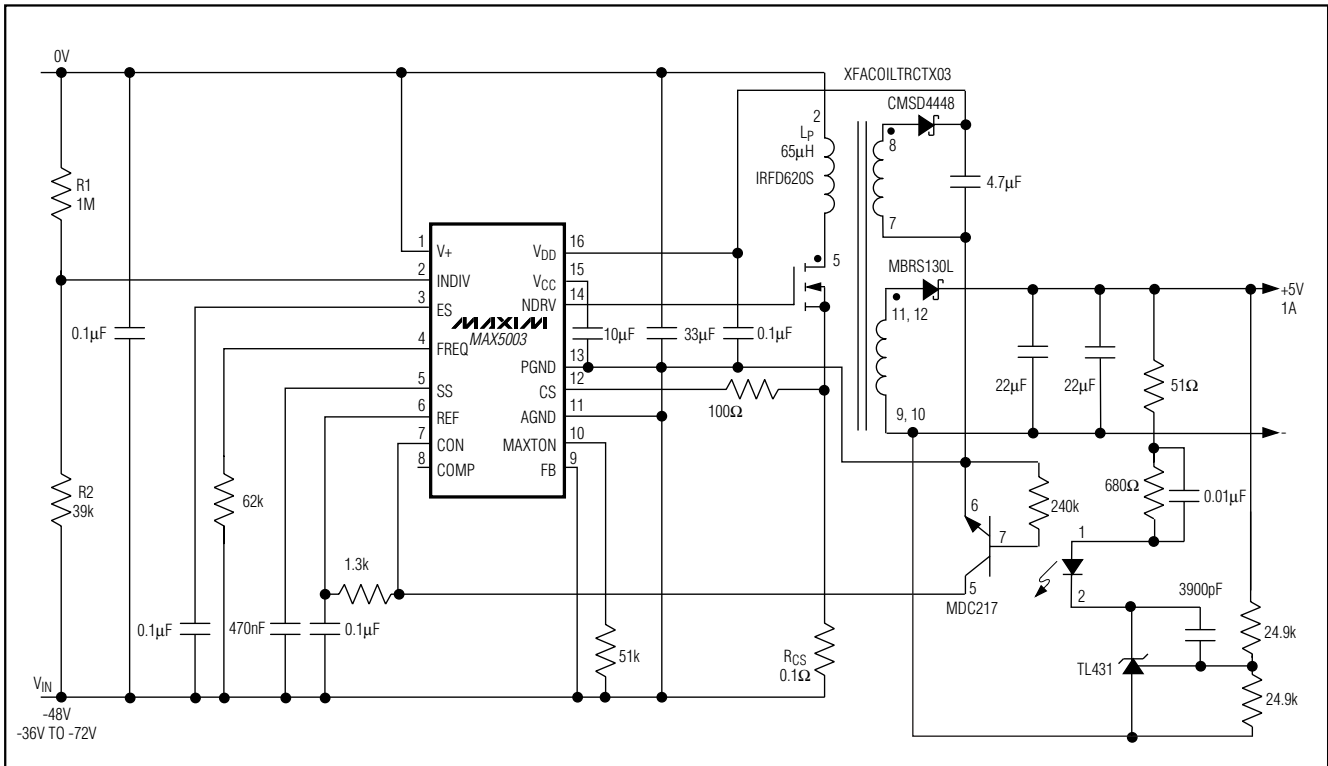 0V
XFACOILTRCTX03
CMSD4448
2
LP
65µH
IRFD620S
8
7
4.7µF
R1
1M
1
V+
VDD
16
2
INDIV
VCC
15
3
ES
NDRV
14
4
FREQ
MAXIM
MAX5003
PGND
13
5
SS
CS
12
6
REF
AGND
11
7
CON
MAXTON
10
8
COMP
FB
9
5
MBRS130L
11, 12
+5V
1A
0.1µF
10µF
33µF
0.1µF
22µF
22µF
51Ω
100Ω
9, 10
-
R2
39k
62k
6
240k
7
680Ω
0.01µF
1.3k
5
MDC217
1
2
3900pF
24.9k
0.1µF
470nF
0.1µF
51k
RCS
0.1Ω
TL431
24.9k
VIN
-48V
-36V TO -72V